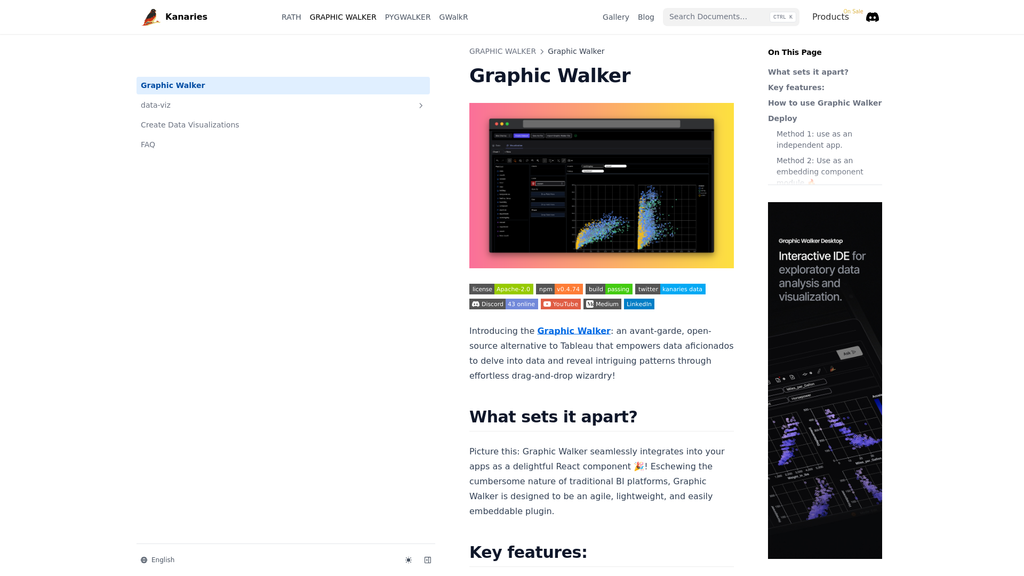 Kanaries
RATH GRAPHIC WALKER PYGWALKER GWalkR
Gallery Blog Search Documents… CTRL K Products On Sale
Graphic Walker
data-viz
Create Data Visualizations
FAQ
English
GRAPHIC WALKER Graphic Walker
Graphic Walker
license Apache-2.0 npm v0.4.74 build passing twitter kanaries data
Discord 43 online YouTube Medium LinkedIn
Introducing the Graphic Walker: an avant-garde, open-
source alternative to Tableau that empowers data aficionados
to delve into data and reveal intriguing patterns through
effortless drag-and-drop wizardry!
What sets it apart?
Picture this: Graphic Walker seamlessly integrates into your
apps as a delightful React component 🎉! Eschewing the
cumbersome nature of traditional BI platforms, Graphic
Walker is designed to be an agile, lightweight, and easily
embeddable plugin.
Key features:
On This Page
What sets it apart?
Key features:
How to use Graphic Walker
Deploy
Method 1: use as an
independent app.
Method 2: Use as an
embedding component
module 🔥
Graphic Walker Desktop
Interactive IDE for
exploratory data
analysis and
visualization.